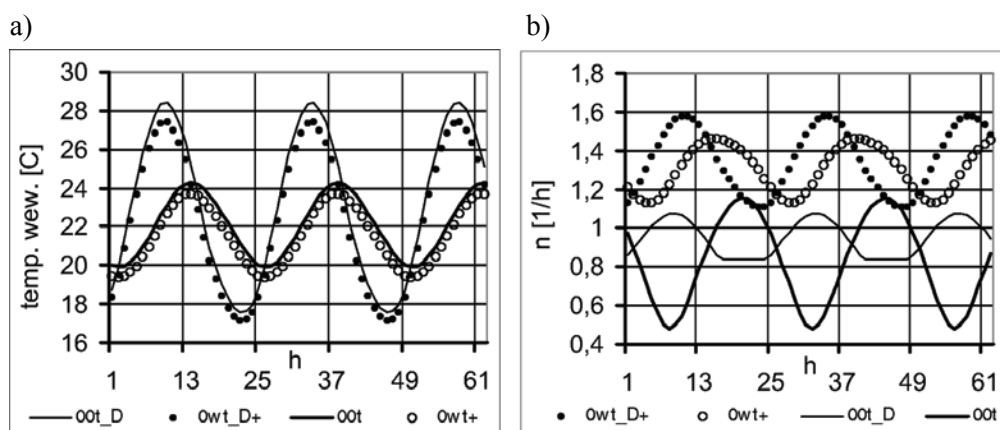 a)
b)
temp. wew. [C]
30
28
26
24
22
20
18
16
1
13
25
37
49
61
h
00t_D
0wt_D+
00t
0wt+
n [1/h]
1,8
1,6
1,4
1,2
1
0,8
0,6
0,4
1
13
25
37
49
61
h
0wt_D+
0wt+
00t_D
00t